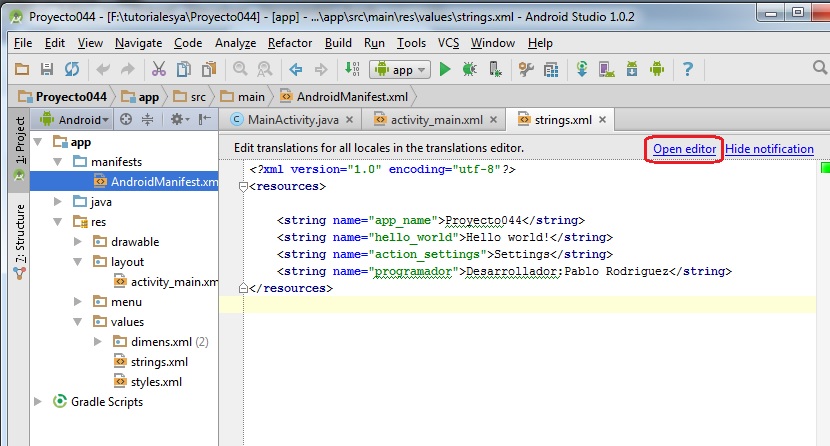 Proyecto044 - [F:\tutorialesya\Proyecto044] - [app] - ...\app\src\main\res\values\strings.xml - Android Studio 1.0.2
File Edit View Navigate Code Analyze Refactor Build Run Tools VCS Window Help
app
Proyecto044 app src main AndroidManifest.xml
Android MainActivity.java activity_main.xml strings.xml
1: Project
7: Structure
app
manifests
AndroidManifest.xm
java
res
drawable
layout
activity_main.xm
menu
values
dimens.xml (2)
strings.xml
styles.xml
Gradle Scripts
Edit translations for all locales in the translations editor. Open editor Hide notification
<?xml version="1.0" encoding="utf-8"?>
<resources>
<string name="app_name">Proyecto044</string>
<string name="hello_world">Hello world!</string>
<string name="action_settings">Settings</string>
<string name="programador">Desarrollador:Pablo Rodriguez</string>
</resources>